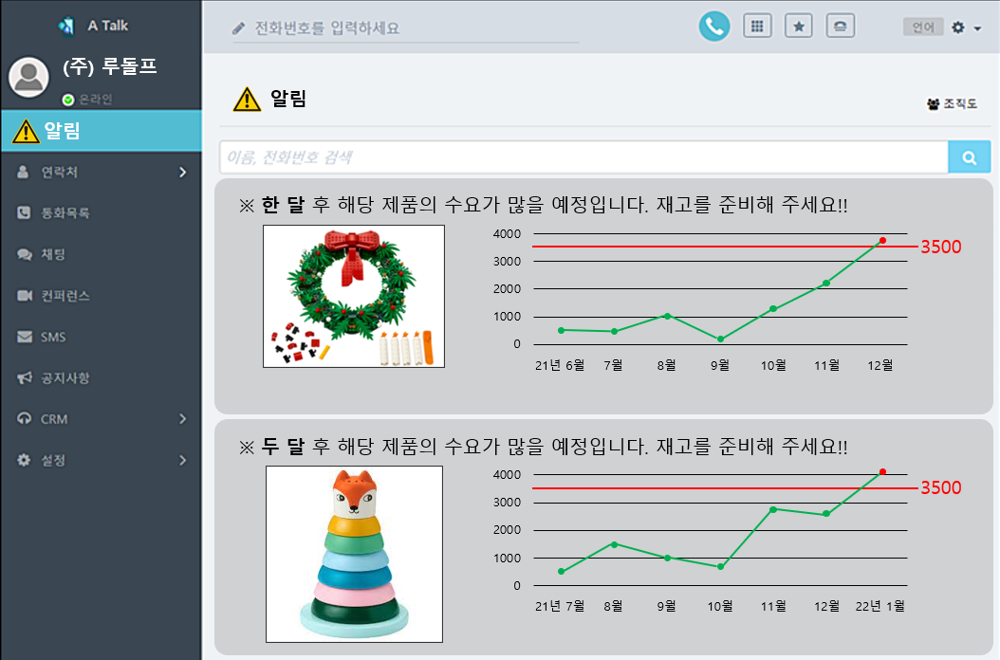 A Talk
전화번호를 입력하세요
언어
(주) 루돌프
온라인
알림
연락처
통화목록
채팅
컨퍼런스
SMS
공지사항
CRM
설정
알림
조직도
이름, 전화번호 검색
※ 한 달 후 해당 제품의 수요가 많을 예정입니다. 재고를 준비해 주세요!!
4000
3500
3000
2000
1000
0
21년 6월 7월 8월 9월 10월 11월 12월
※ 두 달 후 해당 제품의 수요가 많을 예정입니다. 재고를 준비해 주세요!!
4000
3500
3000
2000
1000
0
21년 7월 8월 9월 10월 11월 12월 22년 1월